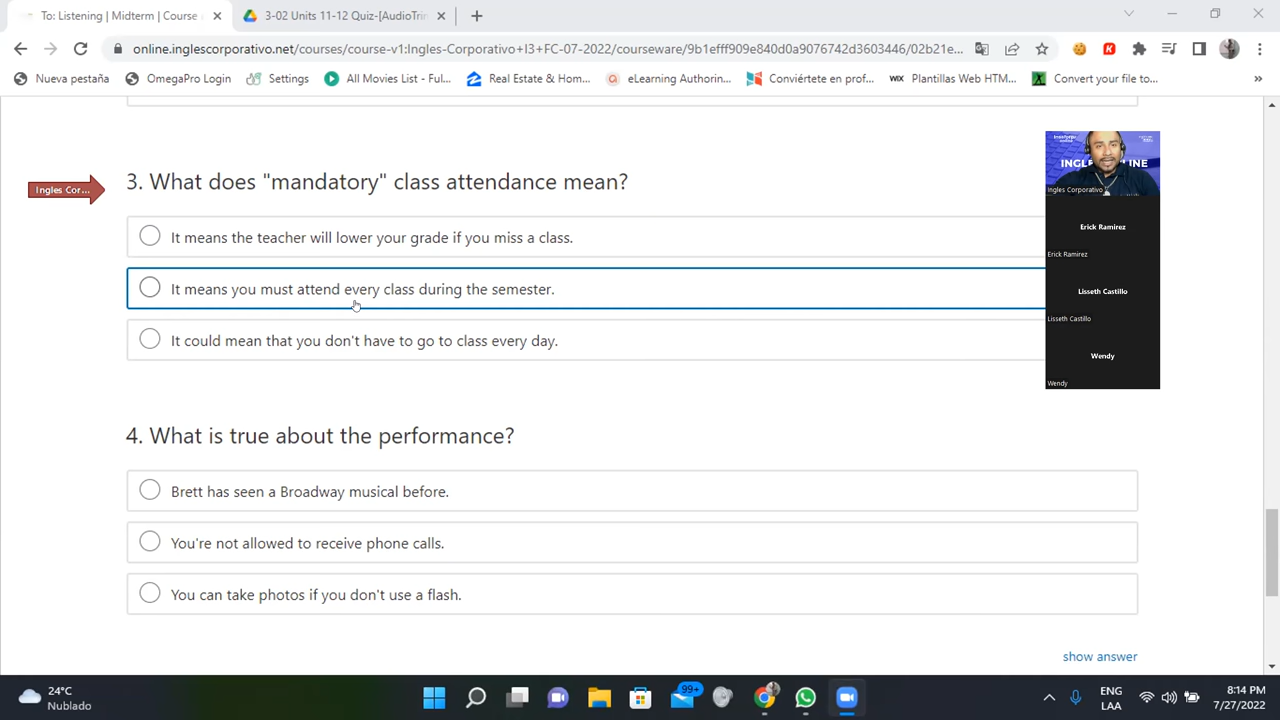 To: Listening | Midterm | Course
3-02 Units 11-12 Quiz-[AudioTrin
online.inglescorporativo.net/courses/course-v1:Ingles-Corporativo+I3+FC-07-2022/courseware/9b1efff909e840d0a9076742d3603446/02b21e...
Nueva pestaña
OmegaPro Login
Settings
All Movies List - Ful...
Real Estate & Hom...
eLearning Authorin...
Conviértete en prof...
WIX Plantillas Web HTM...
Convert your file to...
Ingles Cor...
3. What does "mandatory" class attendance mean?
It means the teacher will lower your grade if you miss a class.
It means you must attend every class during the semester.
It could mean that you don't have to go to class every day.
Ingles Corporativo
Erick Ramirez
Erick Ramirez
Lisseth Castillo
Lisseth Castillo
Wendy
Wendy
4. What is true about the performance?
Brett has seen a Broadway musical before.
You're not allowed to receive phone calls.
You can take photos if you don't use a flash.
show answer
24°C
Nublado
99+
ENG
LAA
8:14 PM
7/27/2022